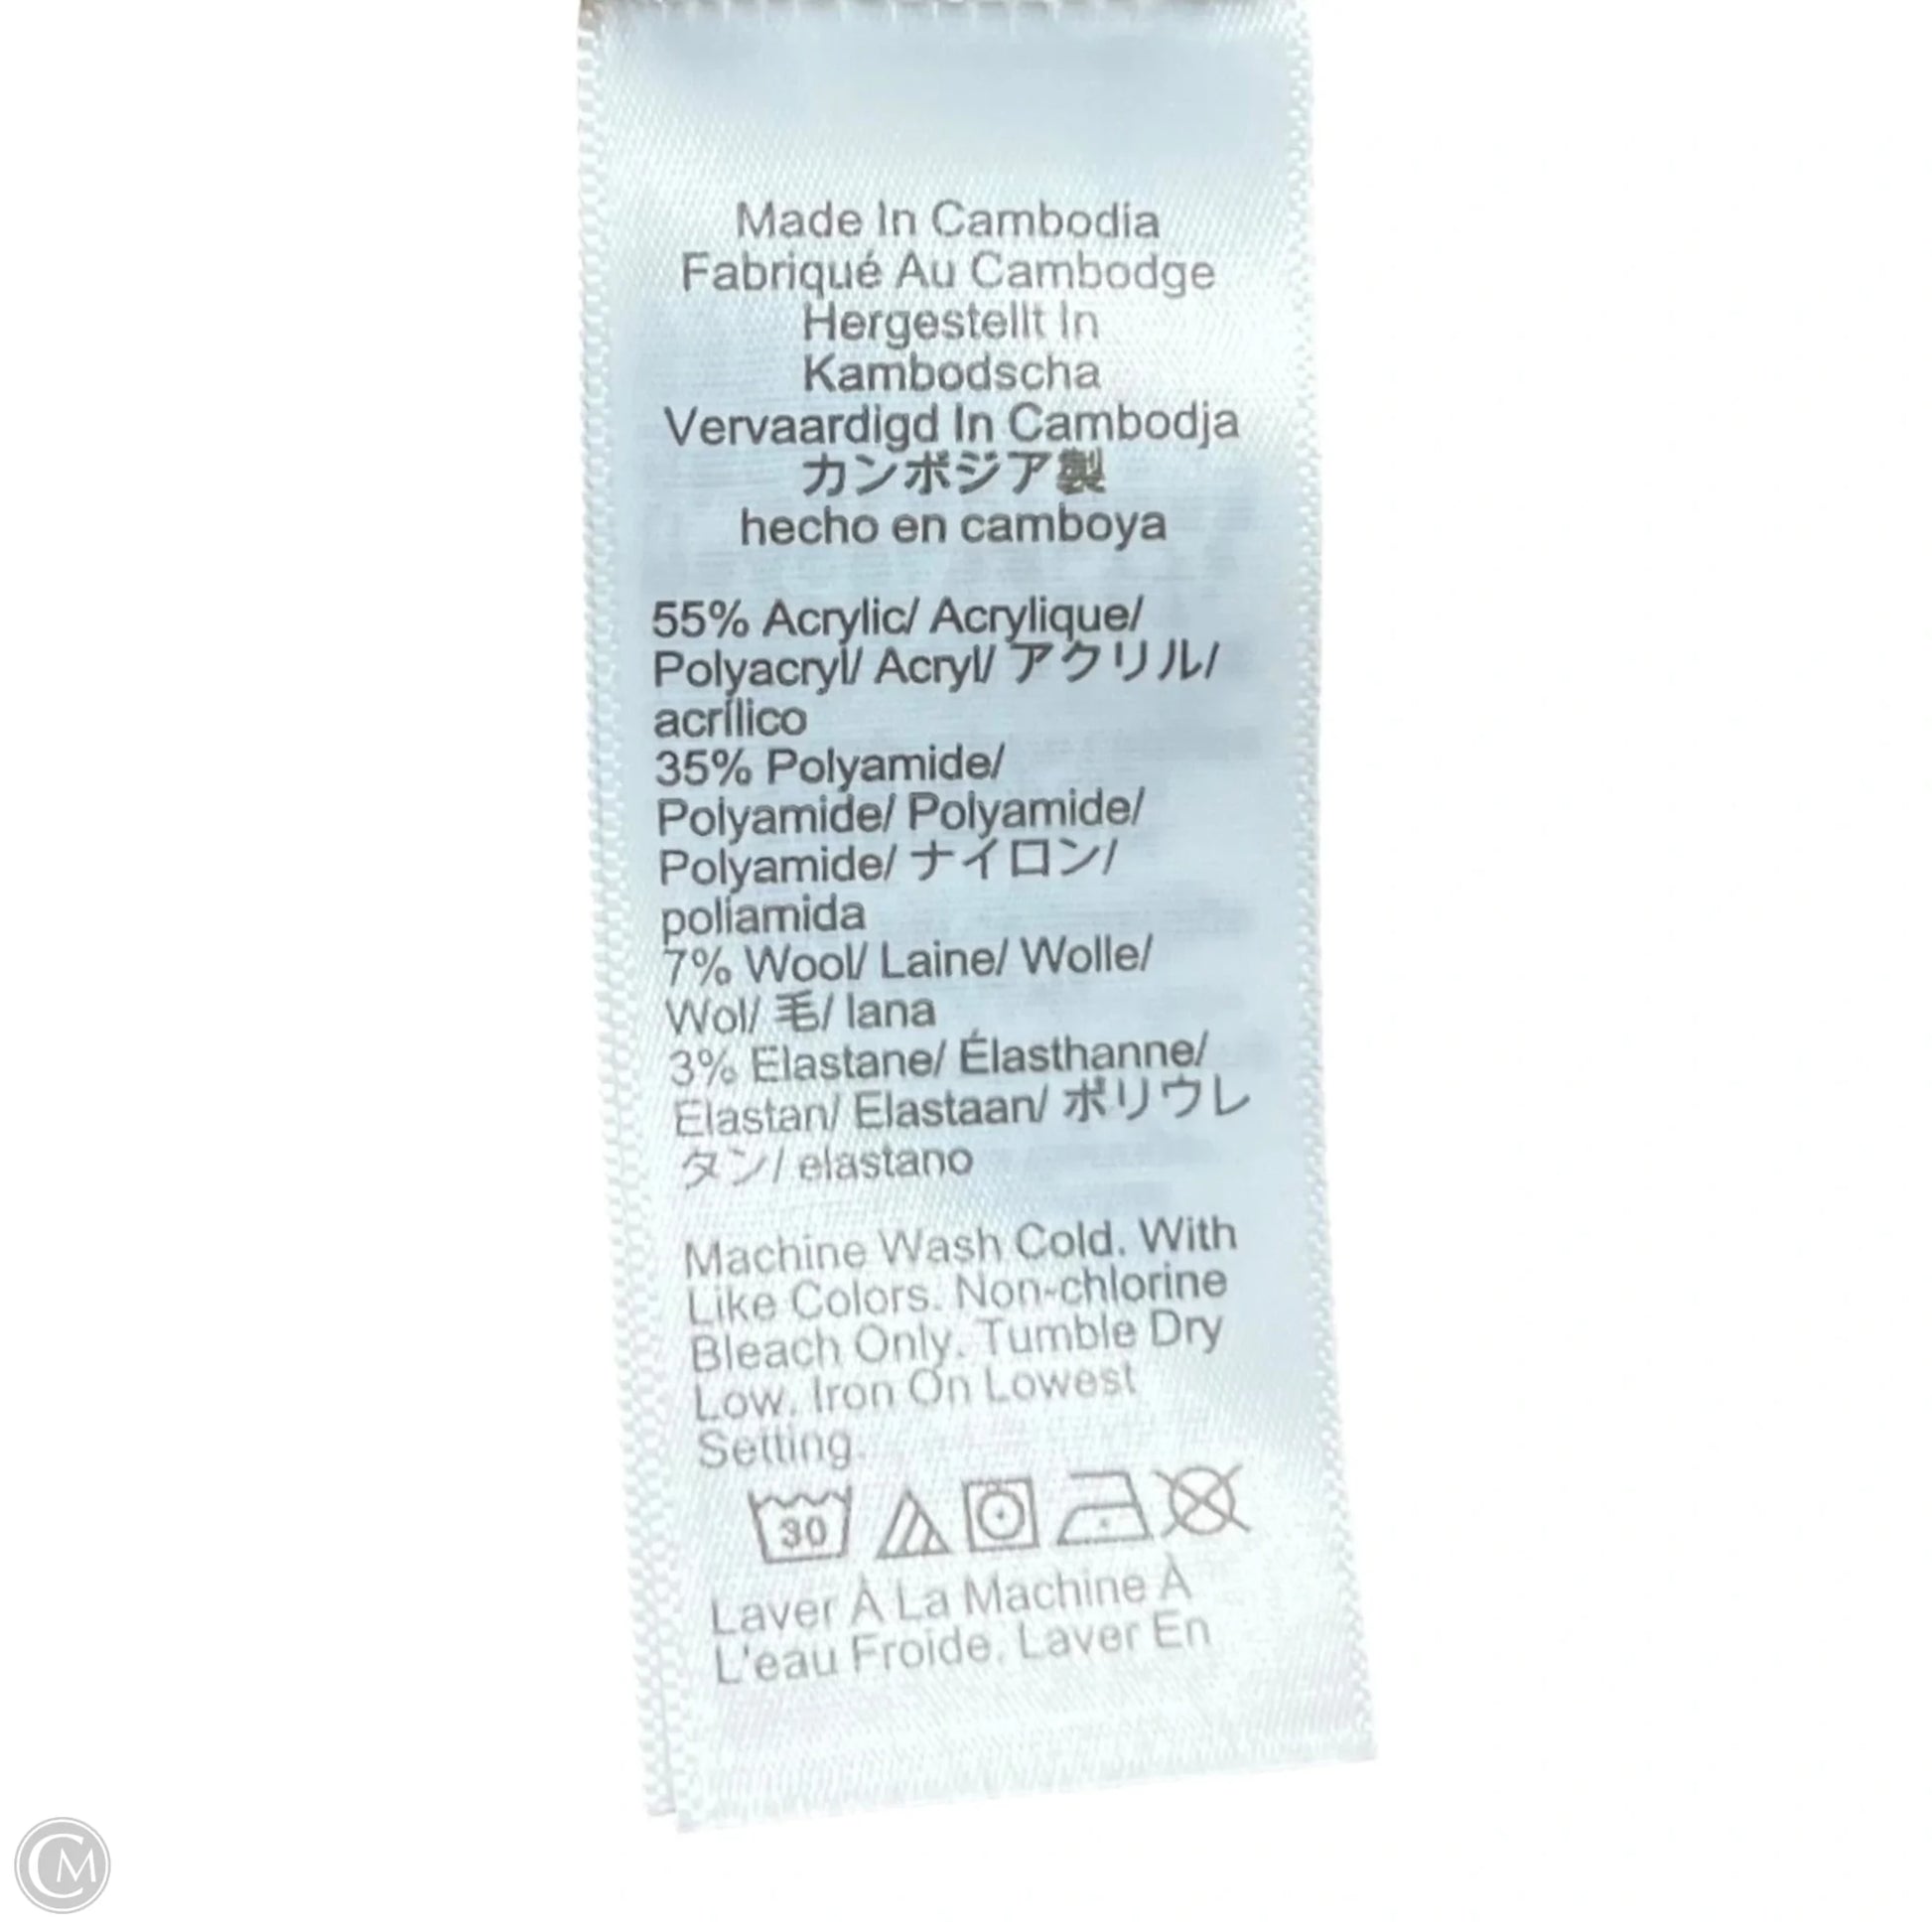 Made In Cambodia
Fabriqué Au Cambodge
Hergestellt In
Kambodscha
Vervaardigd In Cambodja
カンボジア製
hecho en camboya
55% Acrylic/ Acrylique/
Polyacryl/ Acryl/ アクリル/
acrílico
35% Polyamide/
Polyamide/ Polyamide/
Polyamide/ ナイロン/
poliamida
7% Wool/ Laine/ Wolle/
Wol/ 毛/ lana
3% Elastane/ Élasthanne/
Elastan/ Elastaan/ ポリウレ
タン/ elastano
Machine Wash Cold. With
Like Colors. Non-chlorine
Bleach Only. Tumble Dry
Low. Iron On Lowest
Setting.
30
Laver À La Machine À
L'eau Froide. Laver En
CM